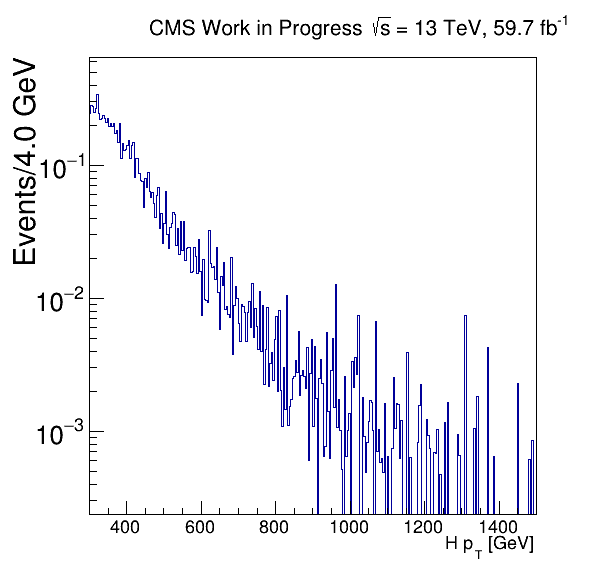 CMS Work in Progress √s = 13 TeV, 59.7 fb⁻¹
Events/4.0 GeV
10⁻¹
10⁻²
10⁻³
400 600 800 1000 1200 1400
H p_T [GeV]